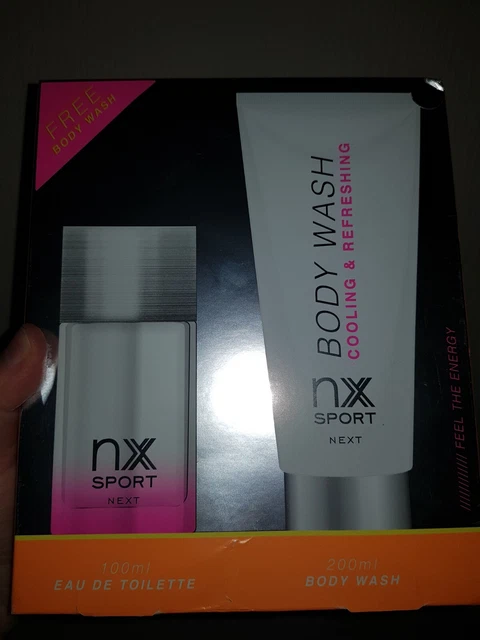 FREE
BODY WASH
BODY WASH
COOLING & REFRESHING
nx
SPORT
NEXT
nx
SPORT
NEXT
////////// FEEL THE ENERGY
100ml
EAU DE TOILETTE
200ml
BODY WASH